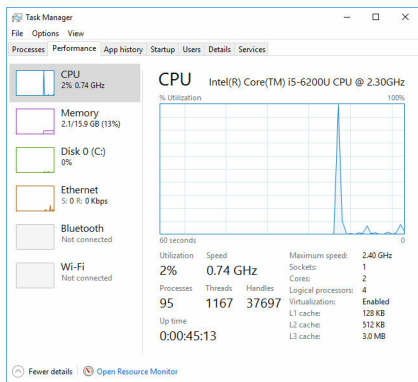 Task Manager
File Options View
Processes Performance App history Startup Users Details Services
CPU
2% 0.74 GHz
Memory
2.1/15.9 GB (13%)
Disk 0 (C:)
0%
Ethernet
S: 0 R: 0 Kbps
Bluetooth
Not connected
Wi-Fi
Not connected
CPU Intel(R) Core(TM) i5-6200U CPU @ 2.30GHz
% Utilization 100%
60 seconds 0
Utilization Speed
2% 0.74 GHz
Processes Threads Handles
95 1167 37697
Up time
0:00:45:13
Maximum speed: 2.40 GHz
Sockets: 1
Cores: 2
Logical processors: 4
Virtualization: Enabled
L1 cache: 128 KB
L2 cache: 512 KB
L3 cache: 3.0 MB
Fewer details Open Resource Monitor